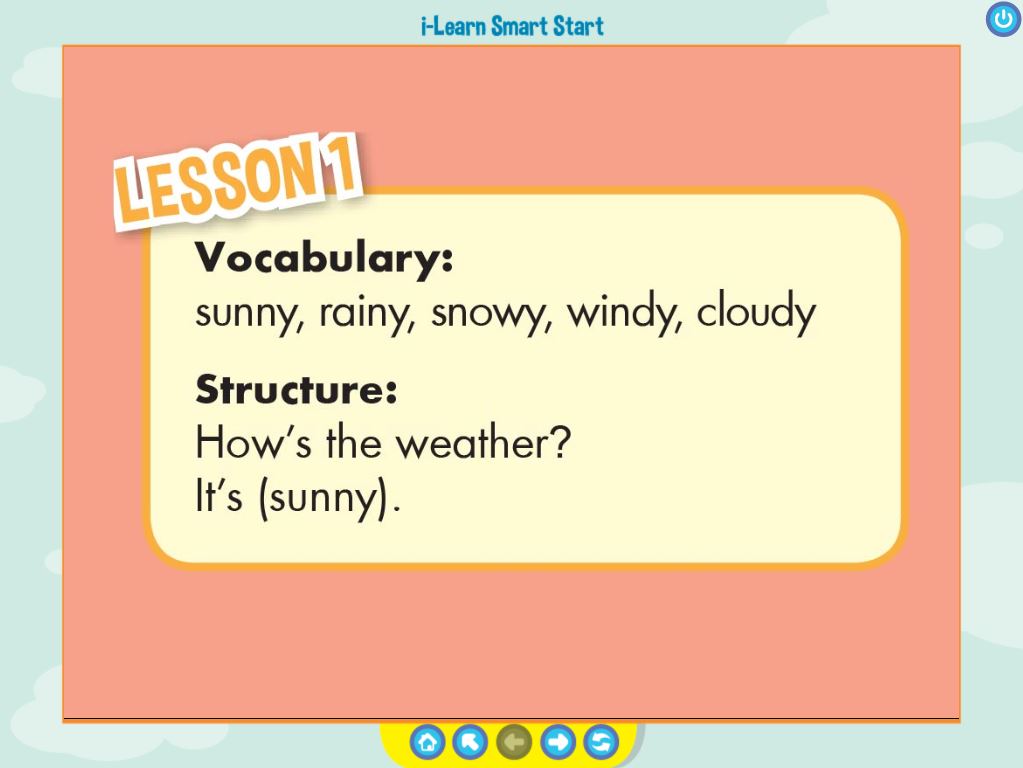 i-Learn Smart Start
LESSON 1
Vocabulary:
sunny, rainy, snowy, windy, cloudy
Structure:
How’s the weather?
It’s (sunny).